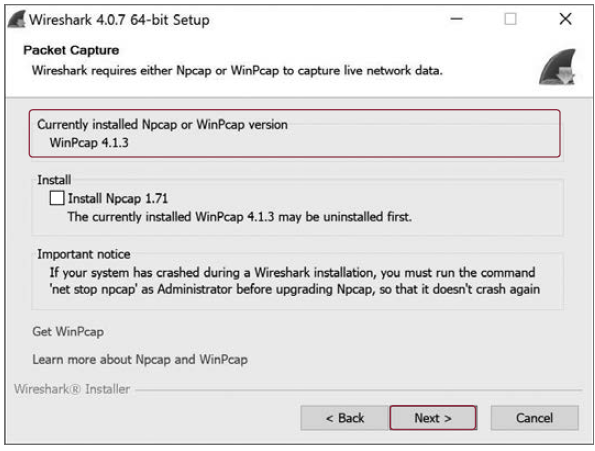 Wireshark 4.0.7 64-bit Setup
Packet Capture
Wireshark requires either Npcap or WinPcap to capture live network data.
Currently installed Npcap or WinPcap version
WinPcap 4.1.3
Install
Install Npcap 1.71
The currently installed WinPcap 4.1.3 may be uninstalled first.
Important notice
If your system has crashed during a Wireshark installation, you must run the command
'net stop npcap' as Administrator before upgrading Npcap, so that it doesn't crash again
Get WinPcap
Learn more about Npcap and WinPcap
Wireshark® Installer
< Back Next > Cancel